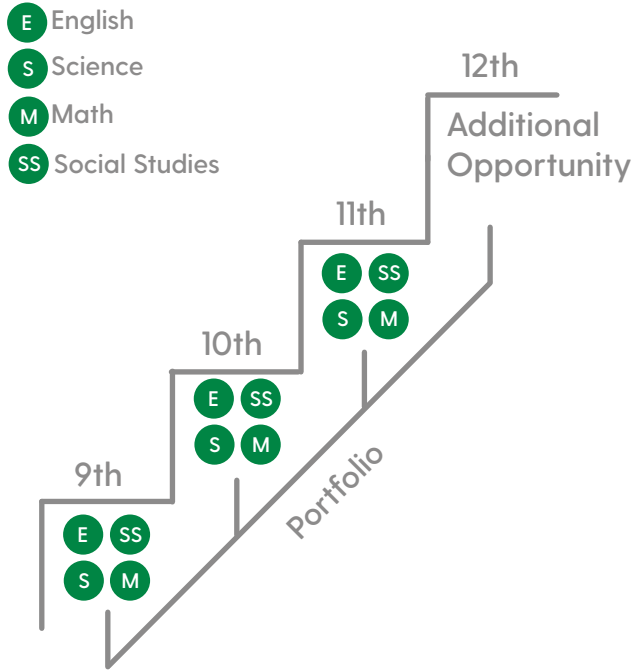 E English
S Science
M Math
SS Social Studies
12th
Additional
Opportunity
11th
E SS
S M
10th
E SS
S M
9th
E SS
S M
Portfolio